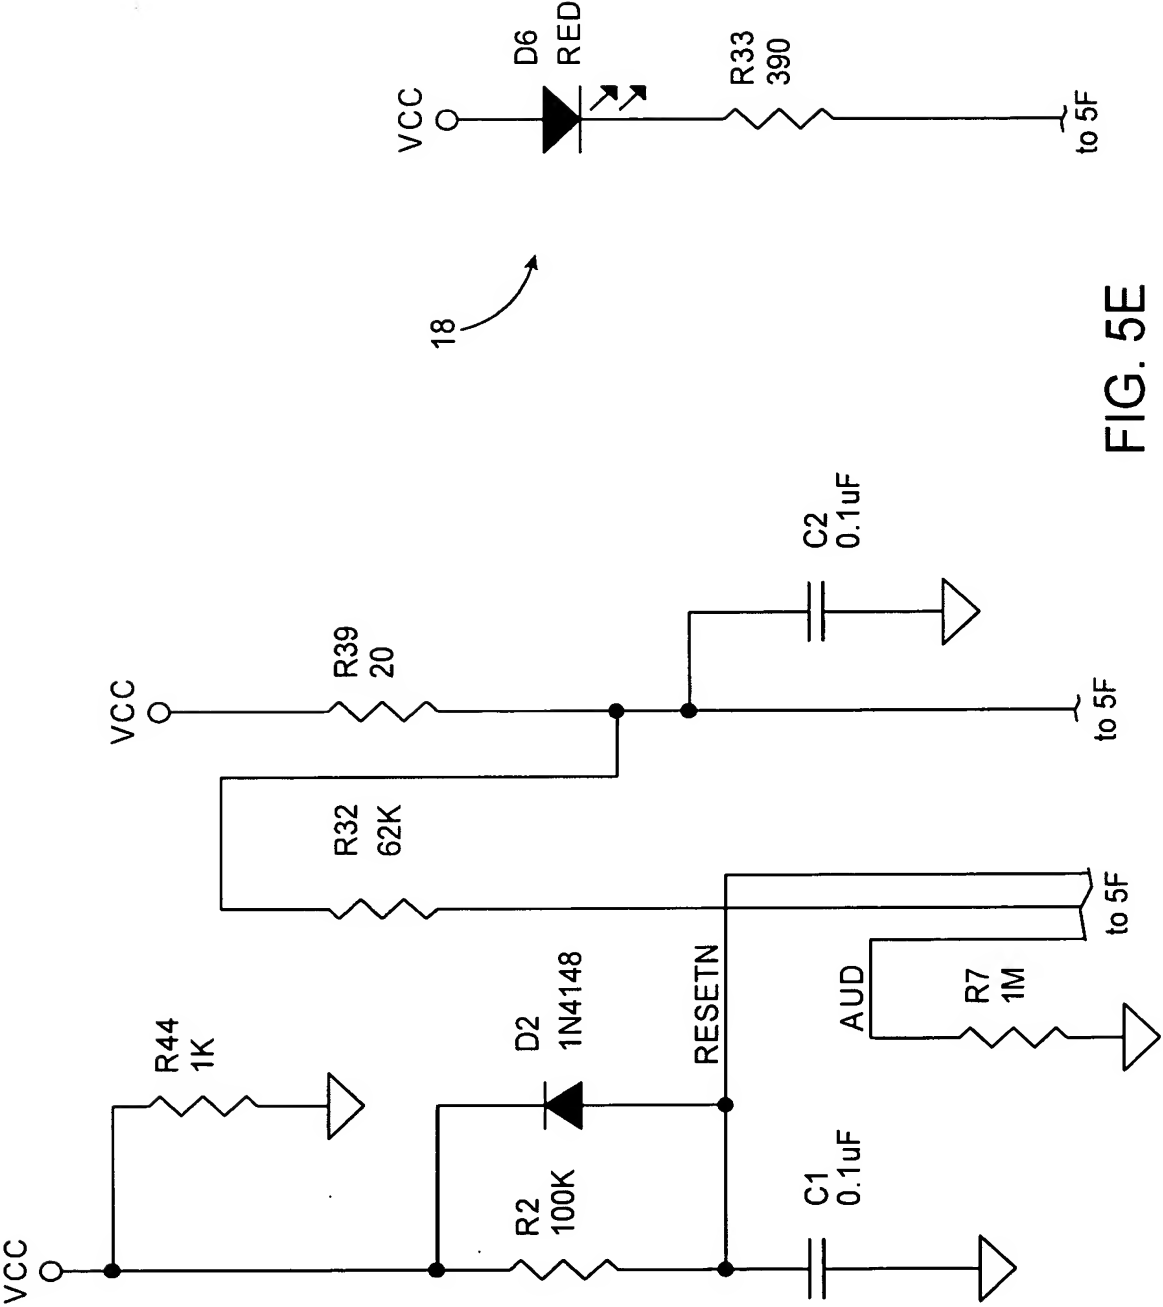 VCC
R44
1K
R2
100K
D2
1N4148
RESETN
C1
0.1uF
AUD
R7
1M
to 5F
R32
62K
VCC
R39
20
C2
0.1uF
to 5F
18
VCC
D6
RED
R33
390
to 5F
FIG. 5E